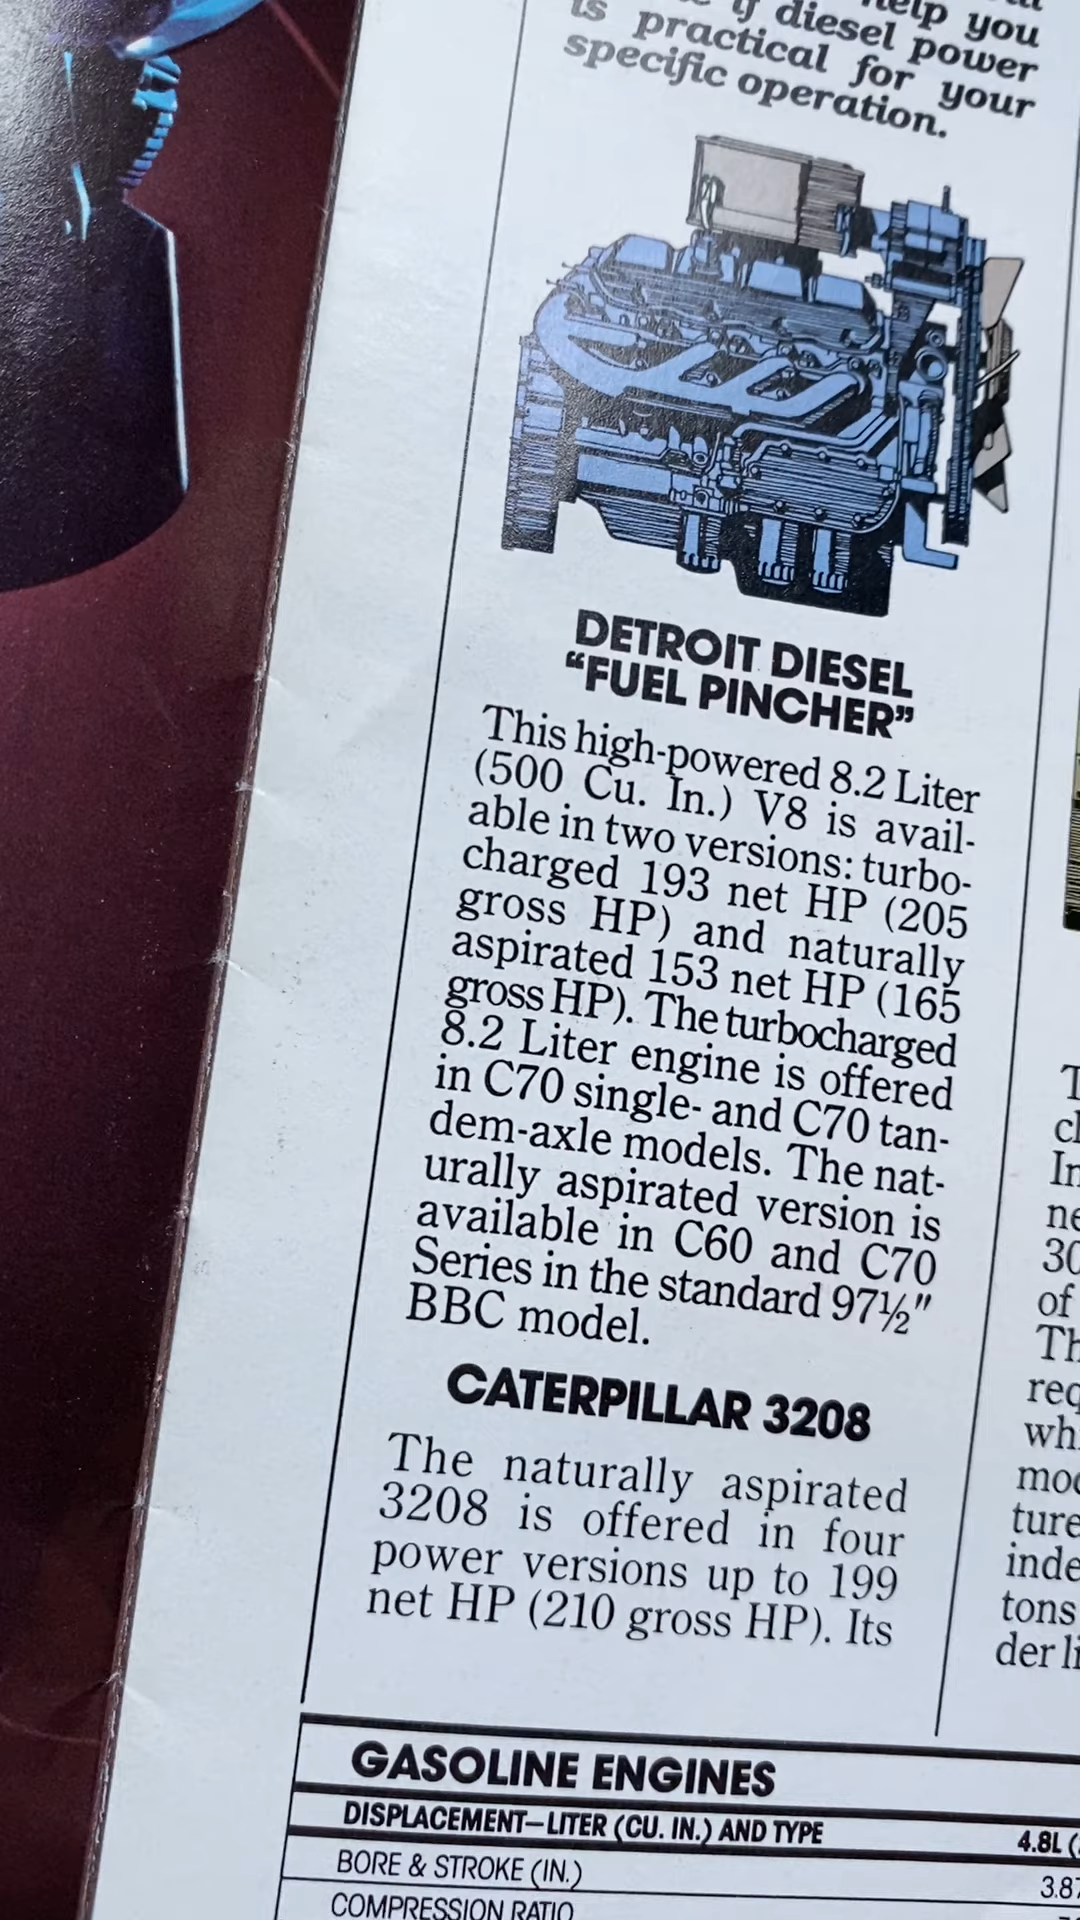 help you
if diesel power
is practical for your
specific operation.
DETROIT DIESEL
“FUEL PINCHER”
This high-powered 8.2 Liter
(500 Cu. In.) V8 is avail-
able in two versions: turbo-
charged 193 net HP (205
gross HP) and naturally
aspirated 153 net HP (165
gross HP). The turbocharged
8.2 Liter engine is offered
in C70 single- and C70 tan-
dem-axle models. The nat-
urally aspirated version is
available in C60 and C70
Series in the standard 97½″
BBC model.
CATERPILLAR 3208
The naturally aspirated
3208 is offered in four
power versions up to 199
net HP (210 gross HP). Its
of
GASOLINE ENGINES
DISPLACEMENT—LITER (CU. IN.) AND TYPE 4.8L
BORE & STROKE (IN.) 3.87
COMPRESSION RATIO